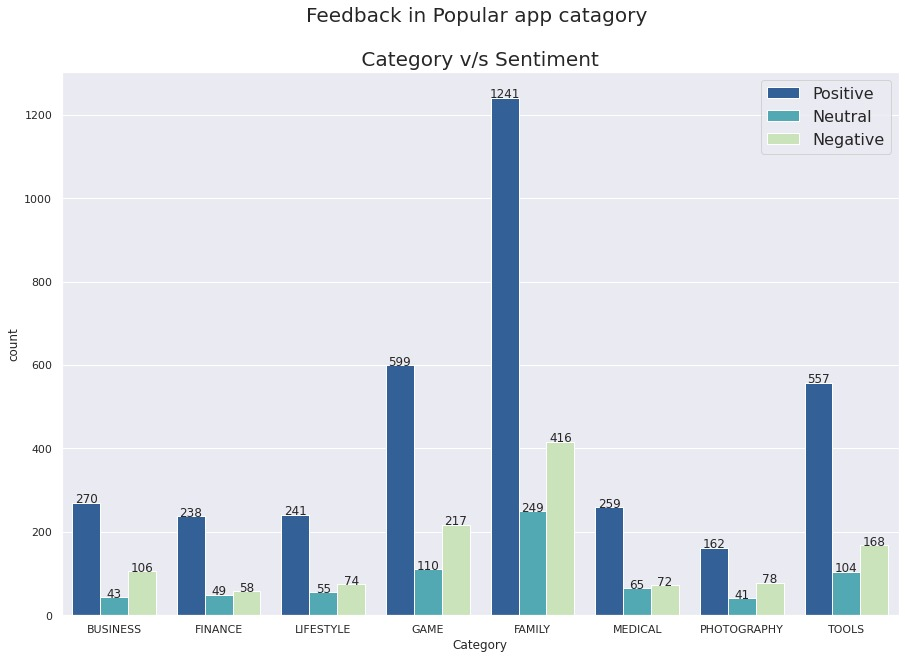 Feedback in Popular app catagory
Category v/s Sentiment
Positive
Neutral
Negative
count
1200
1000
800
600
400
200
0
270
43
106
238
49
58
241
55
74
599
110
217
1241
249
416
259
65
72
162
41
78
557
104
168
BUSINESS
FINANCE
LIFESTYLE
GAME
FAMILY
MEDICAL
PHOTOGRAPHY
TOOLS
Category